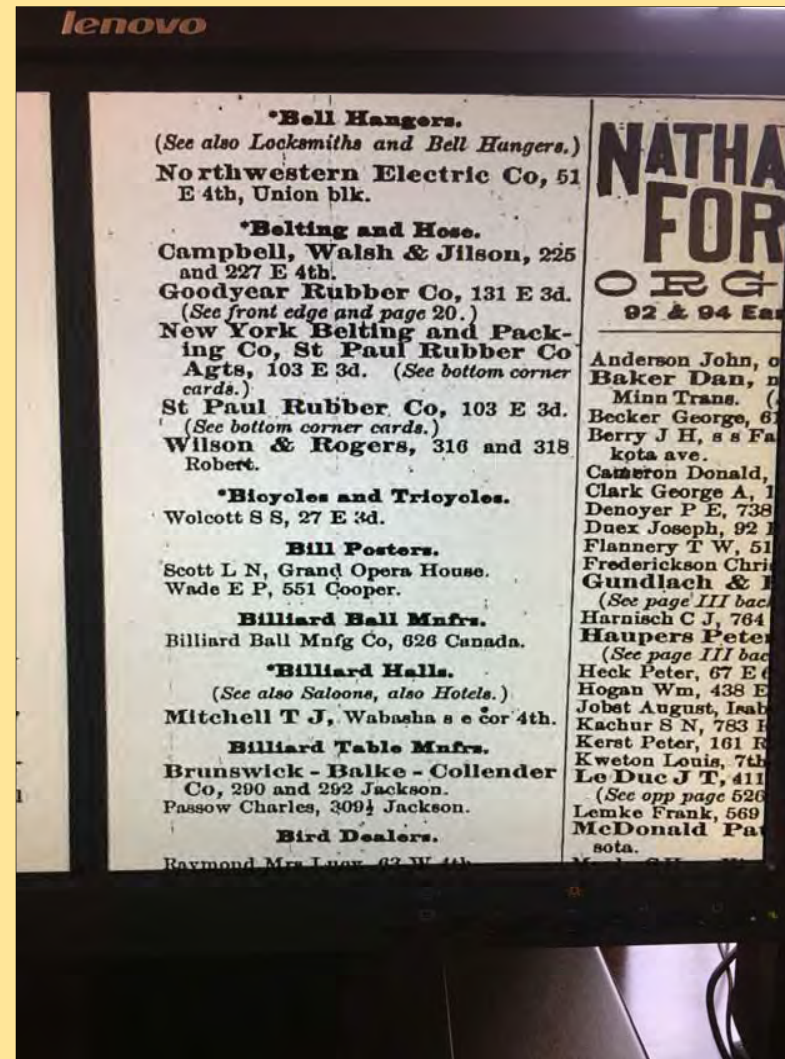 lenovo
*Bell Hangers.
(See also Locksmiths and Bell Hangers.)
Northwestern Electric Co, 51
E 4th, Union blk.
*Belting and Hose.
Campbell, Walsh & Jilson, 225
and 227 E 4th.
Goodyear Rubber Co, 131 E 3d.
(See front edge and page 20.)
New York Belting and Pack-
ing Co, St Paul Rubber Co
Agts, 103 E 3d. (See bottom corner
cards.)
St Paul Rubber Co, 103 E 3d.
(See bottom corner cards.)
Wilson & Rogers, 316 and 318
Robert.
*Bicycles and Tricycles.
Wolcott S S, 27 E 3d.
Bill Posters.
Scott L N, Grand Opera House.
Wade E P, 551 Cooper.
Billiard Ball Mnfrs.
Billiard Ball Mnfg Co, 626 Canada.
*Billiard Halls.
(See also Saloons, also Hotels.)
Mitchell T J, Wabasha s e cor 4th.
Billiard Table Mnfrs.
Brunswick - Balke - Collender
Co, 290 and 292 Jackson.
Passow Charles, 309½ Jackson.
Bird Dealers.
Raymond Mrs Lucy, 63 W 4th
NATHA
FOR
ORG
92 & 94 Eas
Anderson John, o
Baker Dan, n
Minn Trans. (
Becker George, 61
Berry J H, s s Fa
kota ave.
Cameron Donald,
Clark George A, 1
Denoyer P E, 738
Duex Joseph, 92
Flannery T W, 51
Frederickson Chri
Gundlach &
(See page III bac
Harnisch C J, 764
Haupers Peter
(See page III bac
Heck Peter, 67 E 6
Hogan Wm, 438 E
Jobst August, Isab
Kachur S N, 783
Kerst Peter, 161 R
Kweton Louis, 7th
Le Duc J T, 411
(See opp page 526
Lemke Frank, 569
McDonald Pat
sota.